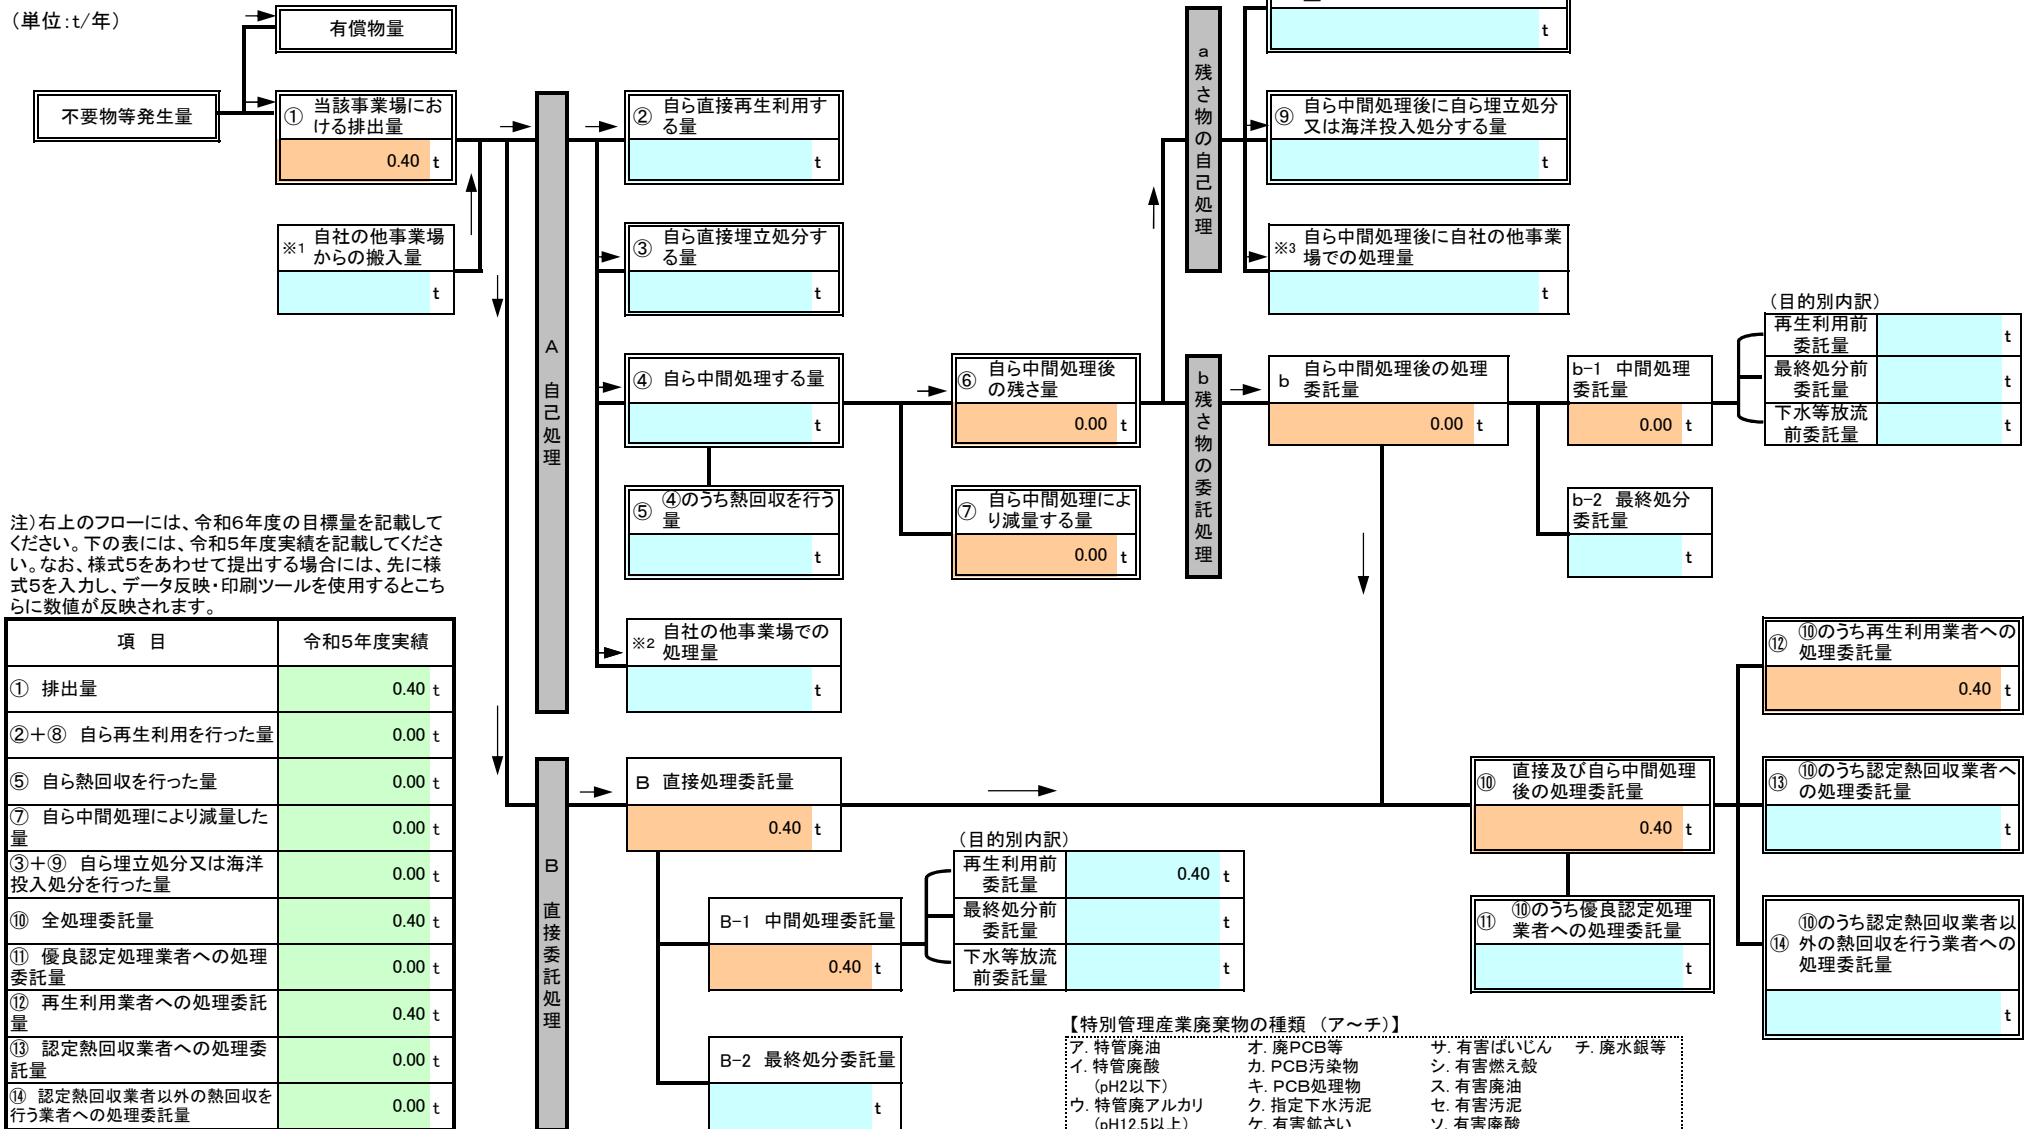 (単位:t/年)
有償物量
不要物等発生量
① 当該事業場にお
ける排出量
0.40 t
※1 自社の他事業場
からの搬入量
t
A 自己処理
② 自ら直接再生利用す
る量
t
③ 自ら直接埋立処分す
る量
t
④ 自ら中間処理する量
t
⑤ ④のうち熱回収を行う
量
t
※2 自社の他事業場での
処理量
t
⑥ 自ら中間処理後
の残さ量
0.00 t
⑦ 自ら中間処理によ
り減量する量
0.00 t
a 残さ物の自己処理
t
⑨ 自ら中間処理後に自ら埋立処分
又は海洋投入処分する量
t
※3 自ら中間処理後に自社の他事業
場での処理量
t
b 残さ物の委託処理
b 自ら中間処理後の処理
委託量
0.00 t
b-1 中間処理
委託量
0.00 t
b-2 最終処分
委託量
t
(目的別内訳)
再生利用前
委託量
t
最終処分前
委託量
t
下水等放流
前委託量
t
注)右上のフローには、令和6年度の目標量を記載して
ください。下の表には、令和5年度実績を記載してくださ
い。なお、様式5をあわせて提出する場合には、先に様
式5を入力し、データ反映・印刷ツールを使用するとこち
らに数値が反映されます。
項 目 令和5年度実績
① 排出量 0.40 t
②+⑧ 自ら再生利用を行った量 0.00 t
⑤ 自ら熱回収を行った量 0.00 t
⑦ 自ら中間処理により減量した
量 0.00 t
③+⑨ 自ら埋立処分又は海洋
投入処分を行った量 0.00 t
⑩ 全処理委託量 0.40 t
⑪ 優良認定処理業者への処理
委託量 0.00 t
⑫ 再生利用業者への処理委託
量 0.40 t
⑬ 認定熱回収業者への処理委
託量 0.00 t
⑭ 認定熱回収業者以外の熱回収を
行う業者への処理委託量 0.00 t
B 直接委託処理
B 直接処理委託量
0.40 t
B-1 中間処理委託量
0.40 t
B-2 最終処分委託量
t
(目的別内訳)
再生利用前
委託量
0.40 t
最終処分前
委託量
t
下水等放流
前委託量
t
⑩ 直接及び自ら中間処理
後の処理委託量
0.40 t
⑪ ⑩のうち優良認定処理
業者への処理委託量
t
⑫ ⑩のうち再生利用業者への
処理委託量
0.40 t
⑬ ⑩のうち認定熱回収業者へ
の処理委託量
t
⑭ ⑩のうち認定熱回収業者以
外の熱回収を行う業者への
処理委託量
t
【特別管理産業廃棄物の種類 (ア~チ)】
ア. 特管廃油 オ. 廃PCB等 サ. 有害ばいじん チ. 廃水銀等
イ. 特管廃酸 カ. PCB汚染物 シ. 有害燃え殻
(pH2以下) キ. PCB処理物 ス. 有害廃油
ウ. 特管廃アルカリ ク. 指定下水汚泥 セ. 有害汚泥
(pH12.5以上) ケ. 有害鉱さい ソ. 有害廃酸